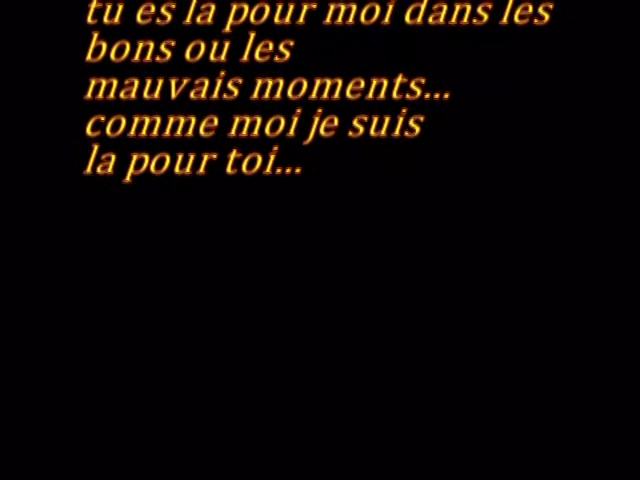 tu es la pour moi dans les
bons ou les
mauvais moments...
comme moi je suis
la pour toi...